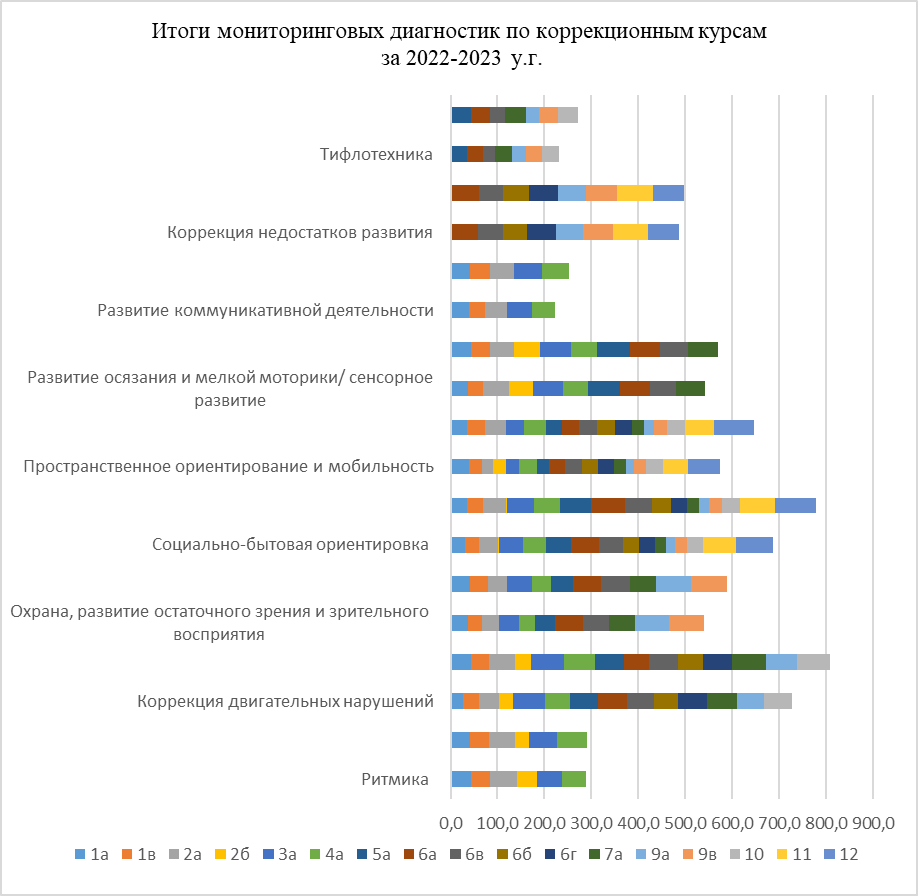 Итоги мониторинговых диагностик по коррекционным курсам
за 2022-2023 у.г.
Тифлотехника
Коррекция недостатков развития
Развитие коммуникативной деятельности
Развитие осязания и мелкой моторики/ сенсорное
развитие
Пространственное ориентирование и мобильность
Социально-бытовая ориентировка
Охрана, развитие остаточного зрения и зрительного
восприятия
Коррекция двигательных нарушений
Ритмика
0,0 100,0 200,0 300,0 400,0 500,0 600,0 700,0 800,0 900,0
1а 1в 2а 2б 3а 4а 5а 6а 6в 6б 6г 7а 9а 9в 10 11 12